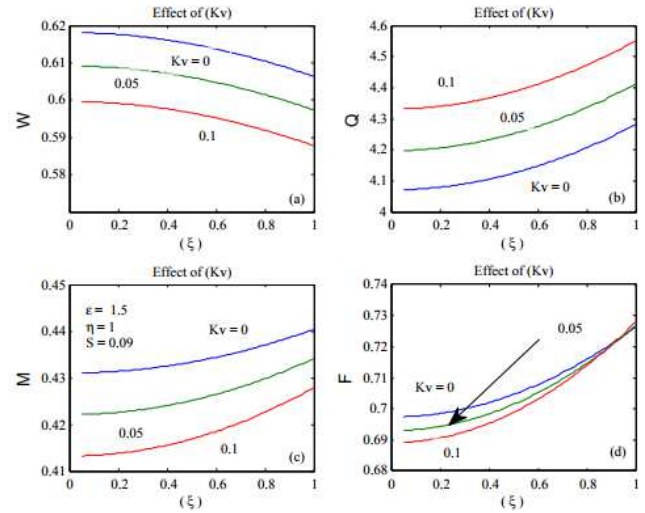 Effect of (Kv)
0.62
0.61
0.6
0.59
0.58
W
Kv = 0
0.05
0.1
(a)
0 0.2 0.4 0.6 0.8 1
( ξ )
Effect of (Kv)
4.6
4.5
4.4
4.3
4.2
4.1
4
Q
0.1
0.05
Kv = 0
(b)
0 0.2 0.4 0.6 0.8 1
( ξ )
Effect of (Kv)
0.45
0.44
0.43
0.42
0.41
M
ε = 1.5
η = 1
S = 0.09
Kv = 0
0.05
0.1
(c)
0 0.2 0.4 0.6 0.8 1
( ξ )
Effect of (Kv)
0.74
0.73
0.72
0.71
0.7
0.69
0.68
F
0.05
Kv = 0
0.1
(d)
0 0.2 0.4 0.6 0.8 1
( ξ )